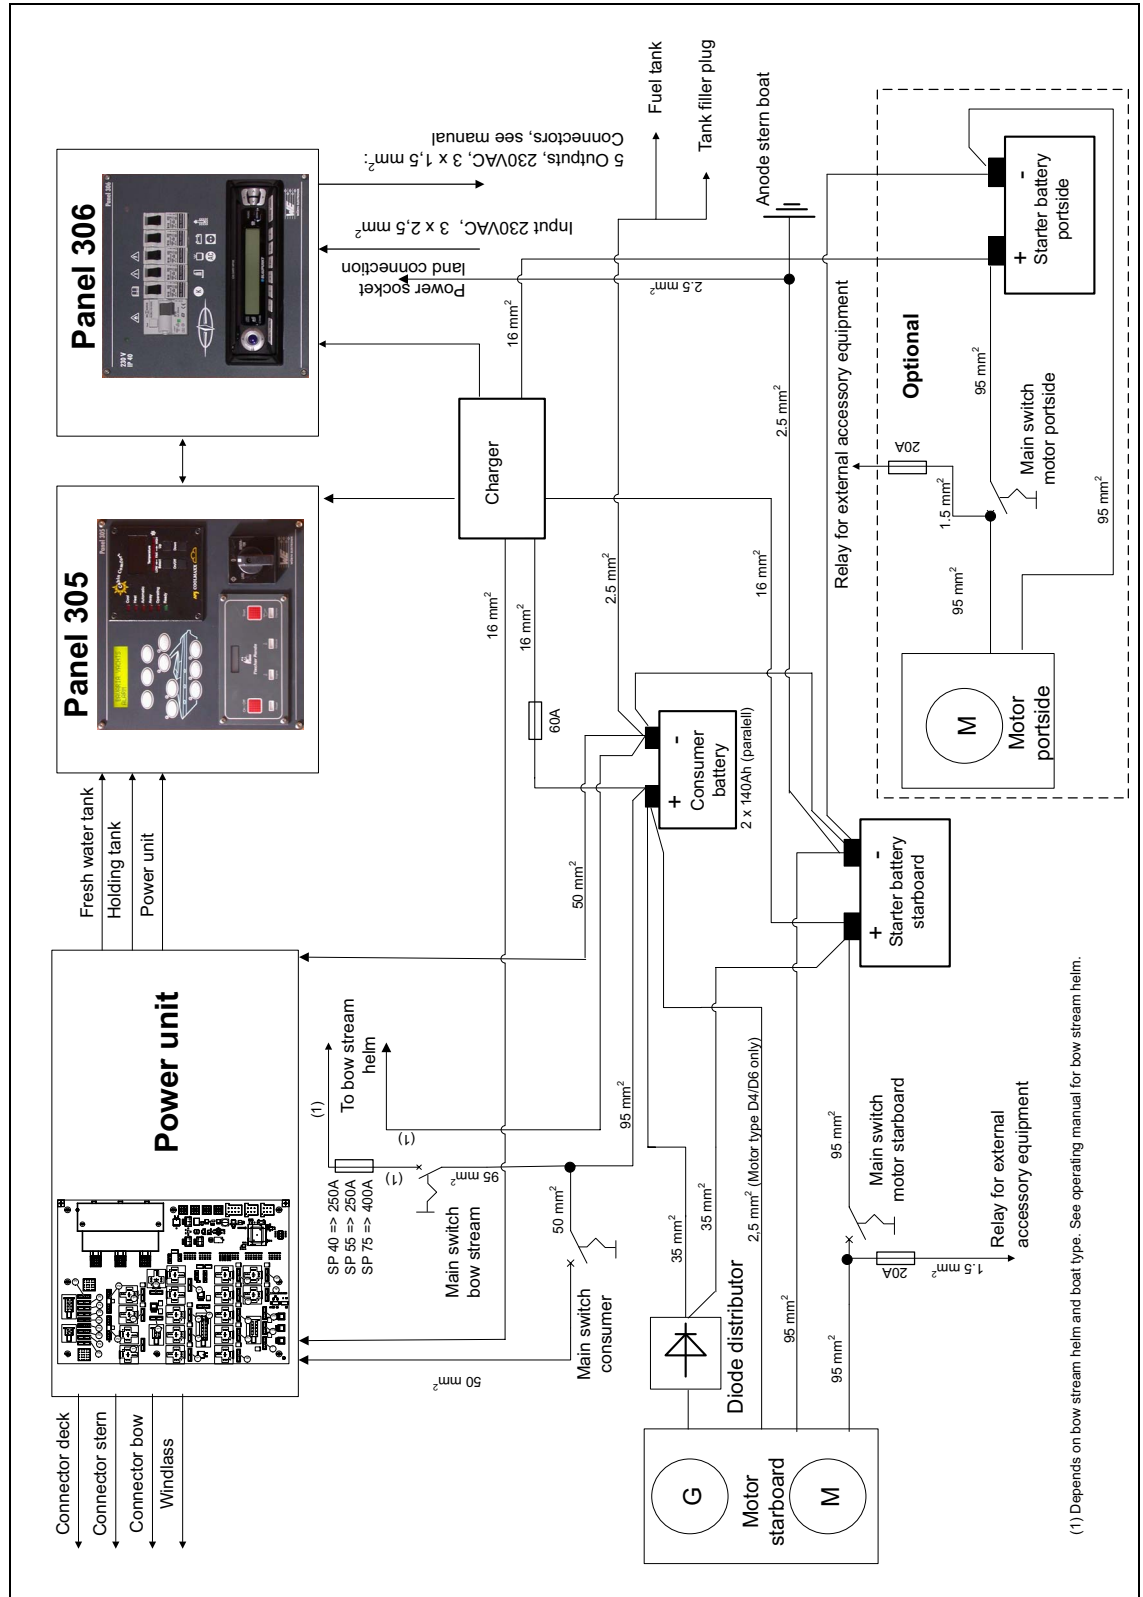 Panel 306
Panel 306
230 V
IP 40
5 Outputs, 230VAC, 3 x 1,5 mm²:
Connectors, see manual
Input 230VAC, 3 x 2,5 mm²
Power socket
land connection
Fuel tank
Tank filler plug
Anode stern boat
2.5 mm²
16 mm²
Panel 305
Panel 305
Charger
16 mm²
16 mm²
60A
2.5 mm²
2.5 mm²
16 mm²
Relay for external accessory equipment
Optional
+
-
Starter battery
portside
95 mm²
20A
1.5 mm²
Main switch
motor portside
95 mm²
95 mm²
M
Motor
portside
Fresh water tank
Holding tank
Power unit
50 mm²
+
-
Consumer
battery
2 x 140Ah (paralell)
+
-
Starter battery
starboard
Power unit
(1)
To bow stream
helm
(1)
(1)
SP 40 => 250A
SP 55 => 250A
SP 75 => 400A
95 mm²
95 mm²
Main switch
bow stream
50 mm²
Main switch
consumer
50 mm²
35 mm²
35 mm²
2,5 mm² (Motor type D4/D6 only)
Diode distributor
95 mm²
95 mm²
95 mm²
Main switch
motor starboard
20A
1.5 mm²
Relay for external
accessory equipment
Connector deck
Connector stern
Connector bow
Windlass
G
Motor
starboard
M
(1) Depends on bow stream helm and boat type. See operating manual for bow stream helm.